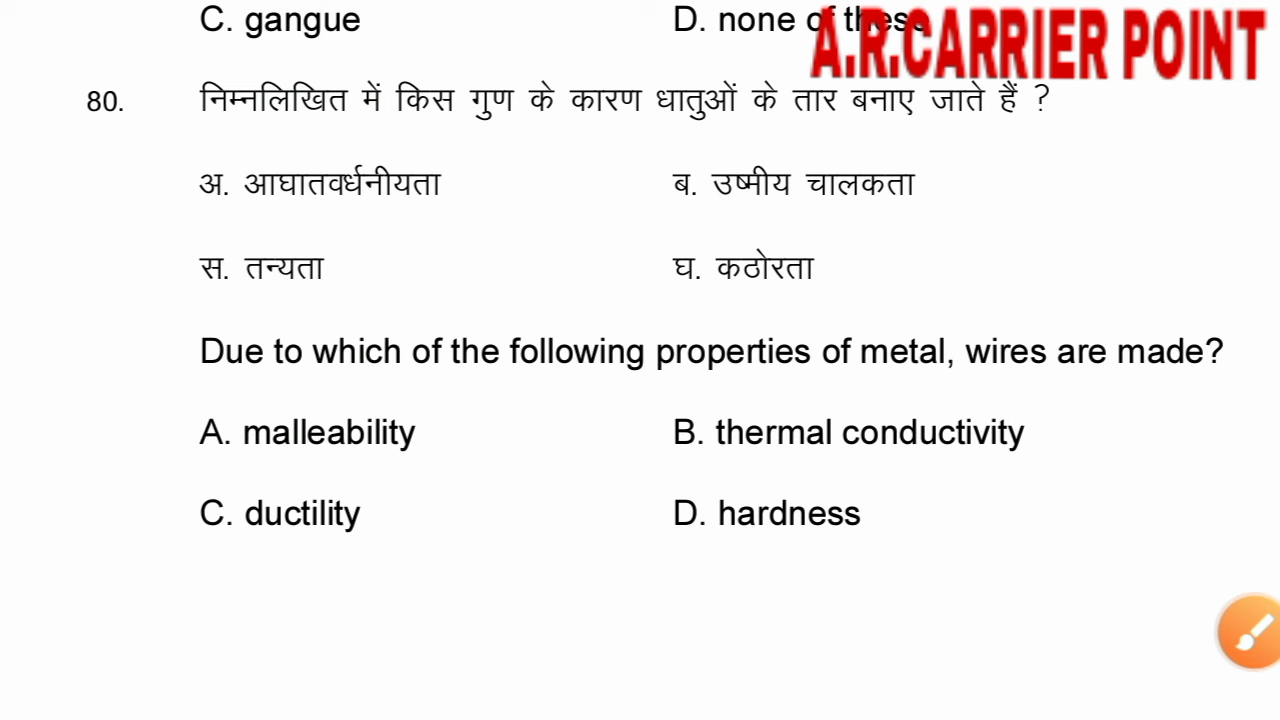 C. gangue D. none of these
A.R.CARRIER POINT
80. निम्नलिखित में किस गुण के कारण धातुओं के तार बनाए जाते हैं ?
अ. आघातवर्धनीयता ब. उष्मीय चालकता
स. तन्यता घ. कठोरता
Due to which of the following properties of metal, wires are made?
A. malleability B. thermal conductivity
C. ductility D. hardness